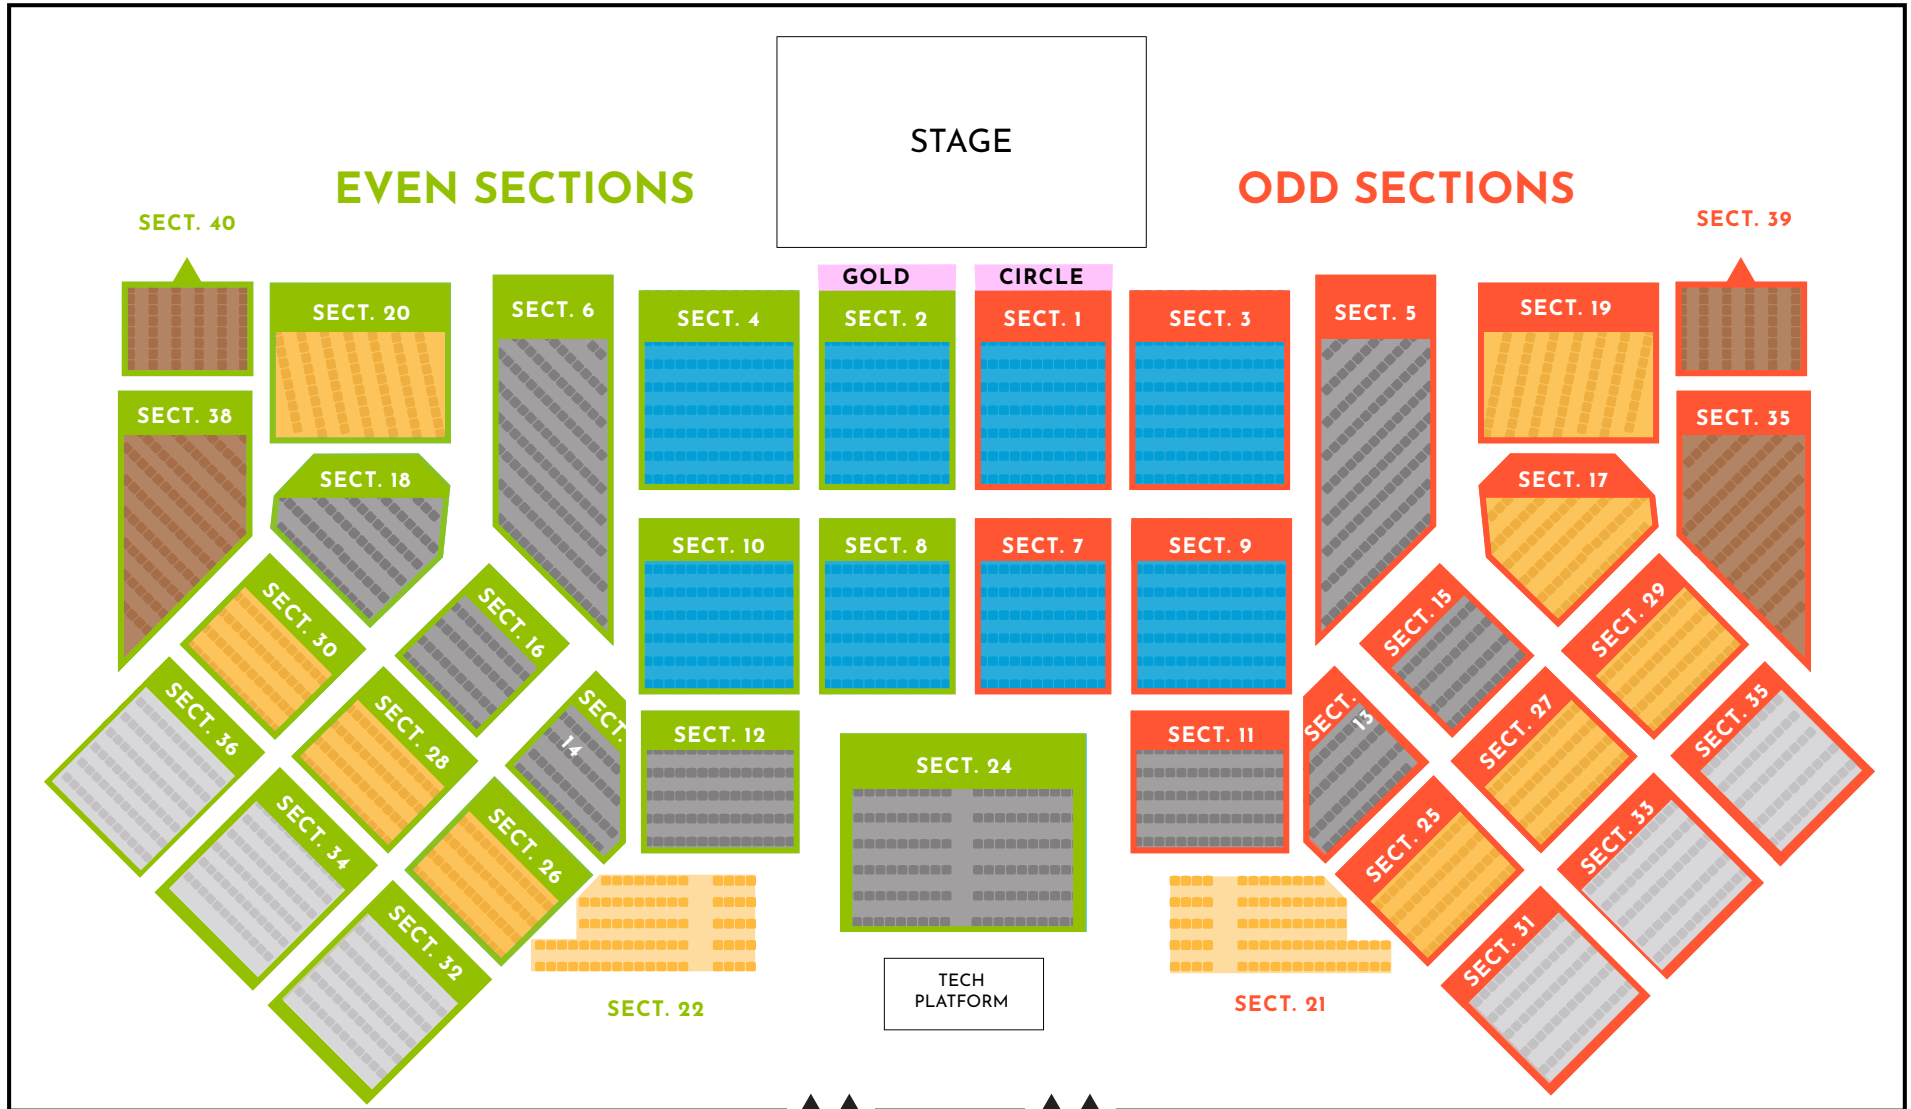 STAGE
EVEN SECTIONS
ODD SECTIONS
SECT. 40
SECT. 39
GOLD
CIRCLE
SECT. 20
SECT. 6
SECT. 4
SECT. 2
SECT. 1
SECT. 3
SECT. 5
SECT. 19
SECT. 38
SECT. 35
SECT. 18
SECT. 17
SECT. 10
SECT. 8
SECT. 7
SECT. 9
SECT. 30
SECT. 16
SECT. 15
SECT. 29
SECT. 36
SECT. 28
SECT.
14
SECT. 12
SECT. 24
SECT. 11
SECT.
13
SECT. 27
SECT. 35
SECT. 34
SECT. 26
SECT. 25
SECT. 33
SECT. 32
SECT. 31
SECT. 22
TECH
PLATFORM
SECT. 21